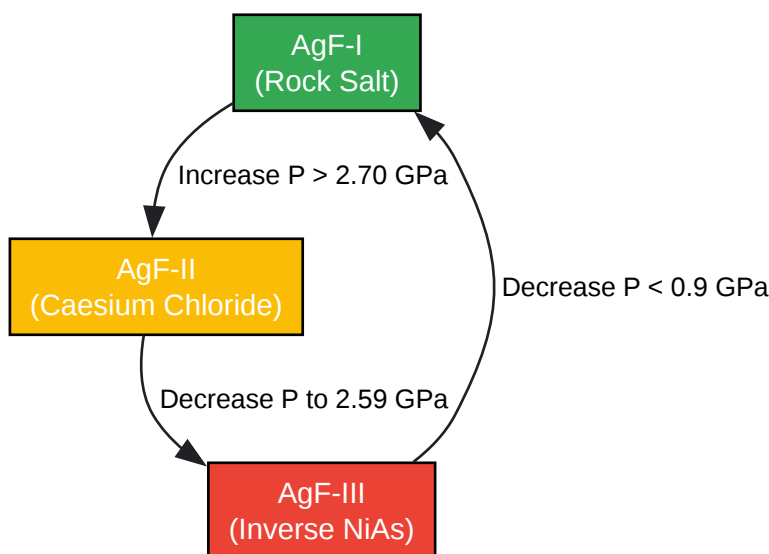 AgF-I
(Rock Salt)
Increase P > 2.70 GPa
AgF-II
(Caesium Chloride)
Decrease P < 0.9 GPa
Decrease P to 2.59 GPa
AgF-III
(Inverse NiAs)